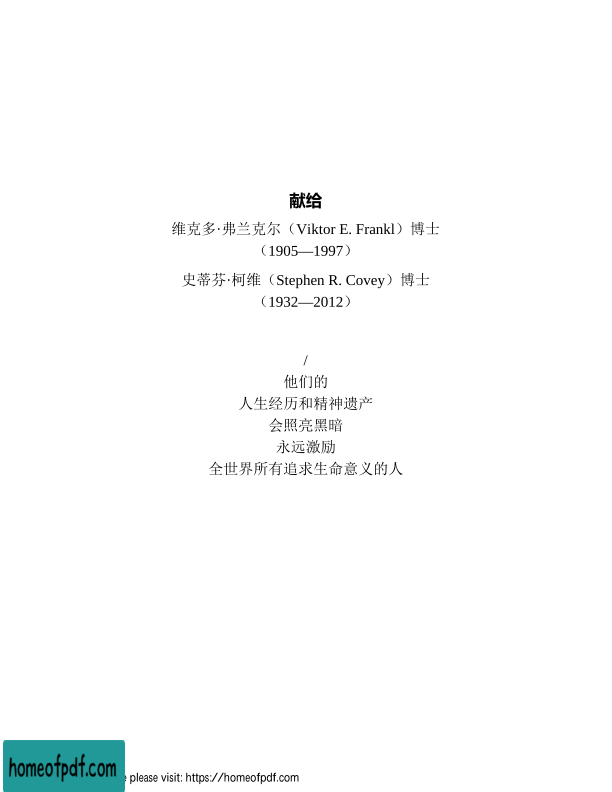 献给
维克多·弗兰克尔（Viktor E. Frankl）博士
（1905—1997）
史蒂芬·柯维（Stephen R. Covey）博士
（1932—2012）
/
他们的
人生经历和精神遗产
会照亮黑暗
永远激励
全世界所有追求生命意义的人
homeofpdf.com
please visit: https://homeofpdf.com